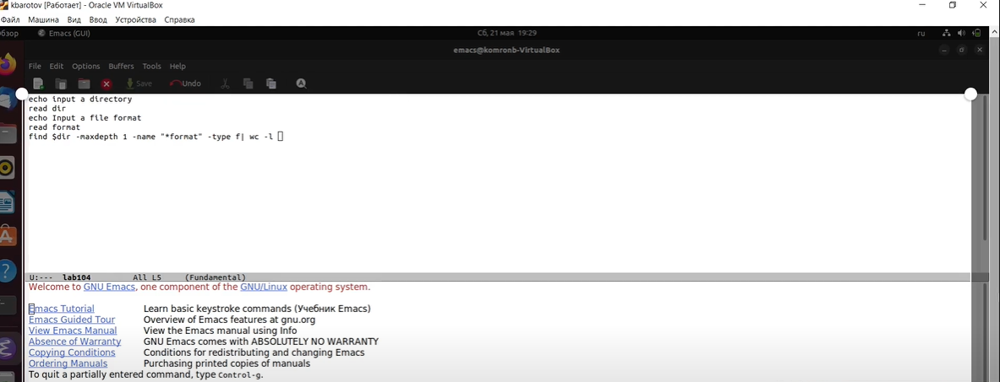 kbarotov [Работает] - Oracle VM VirtualBox
Файл Машина Вид Ввод Устройства Справка
бзор Emacs (GUI) Сб, 21 мая 19:29 ru
emacs@komronb-VirtualBox
File Edit Options Buffers Tools Help
Save Undo
echo input a directory
read dir
echo Input a file format
read format
find $dir -maxdepth 1 -name "*format" -type f| wc -l
U:--- lab104 All L5 (Fundamental)
Welcome to GNU Emacs, one component of the GNU/Linux operating system.
Emacs Tutorial Learn basic keystroke commands (Учебник Emacs)
Emacs Guided Tour Overview of Emacs features at gnu.org
View Emacs Manual View the Emacs manual using Info
Absence of Warranty GNU Emacs comes with ABSOLUTELY NO WARRANTY
Copying Conditions Conditions for redistributing and changing Emacs
Ordering Manuals Purchasing printed copies of manuals
To quit a partially entered command, type Control-g.